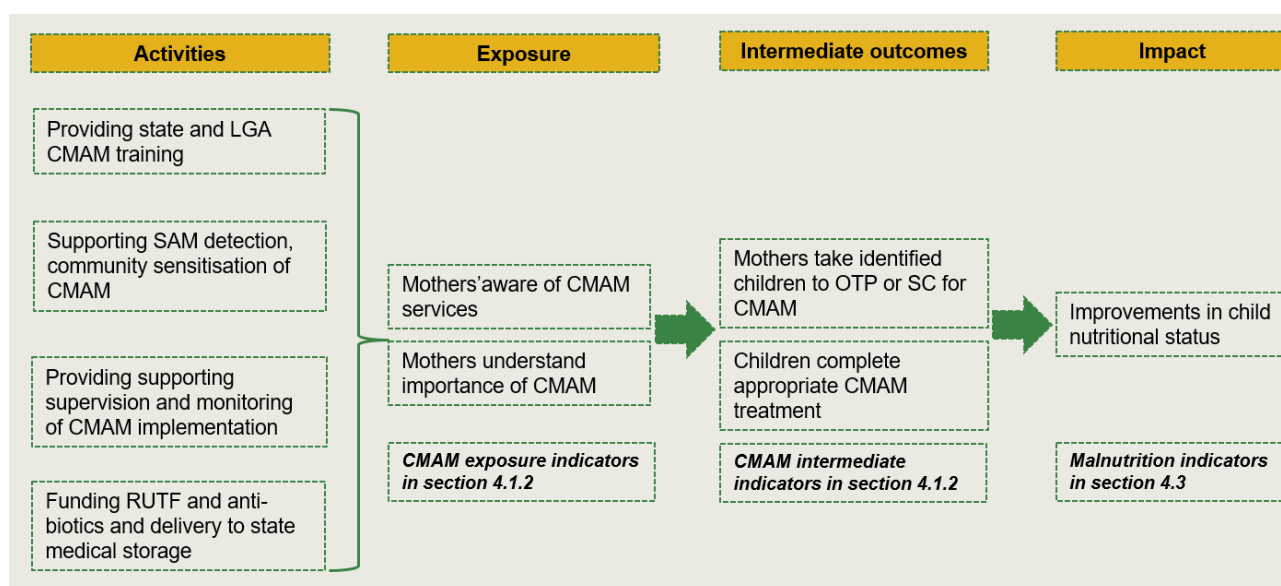 Activities
Providing state and LGA
CMAM training
Supporting SAM detection,
community sensitisation of
CMAM
Providing supporting
supervision and monitoring
of CMAM implementation
Funding RUTF and anti-
biotics and delivery to state
medical storage
Exposure
Mothers'aware of CMAM
services
Mothers understand
importance of CMAM
CMAM exposure indicators
in section 4.1.2
Intermediate outcomes
Mothers take identified
children to OTP or SC for
CMAM
Children complete
appropriate CMAM
treatment
CMAM intermediate
indicators in section 4.1.2
Impact
Improvements in child
nutritional status
Malnutrition indicators
in section 4.3